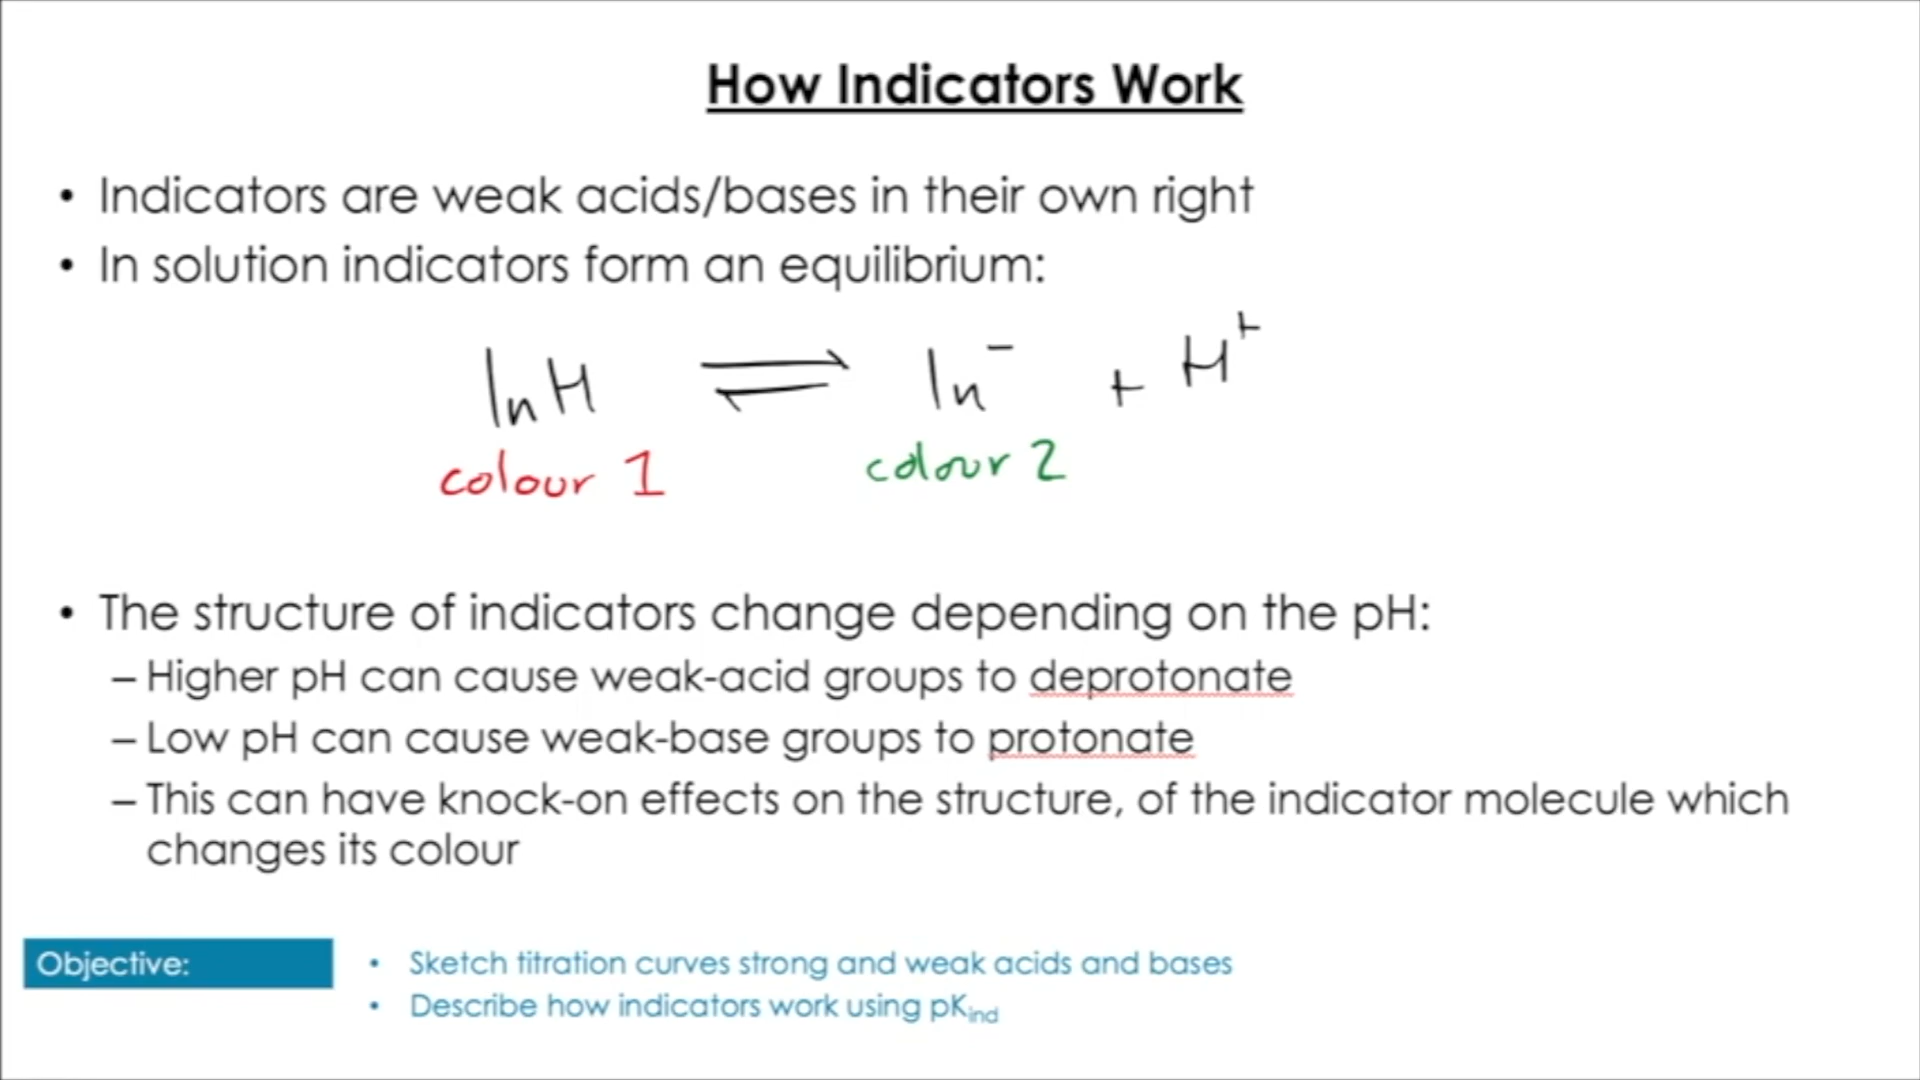 How Indicators Work
• Indicators are weak acids/bases in their own right
• In solution indicators form an equilibrium:
InH ⇌ In⁻ + H⁺
colour 1 colour 2
• The structure of indicators change depending on the pH:
– Higher pH can cause weak-acid groups to deprotonate
– Low pH can cause weak-base groups to protonate
– This can have knock-on effects on the structure, of the indicator molecule which
changes its colour
Objective:
• Sketch titration curves strong and weak acids and bases
• Describe how indicators work using pKind